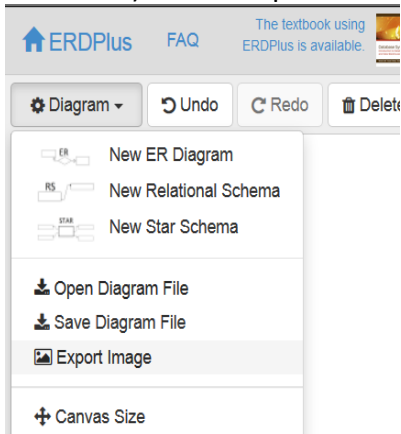 ERDPlus FAQ The textbook using
ERDPlus is available.
Diagram Undo Redo Delete
ER New ER Diagram
RS New Relational Schema
STAR New Star Schema
Open Diagram File
Save Diagram File
Export Image
Canvas Size